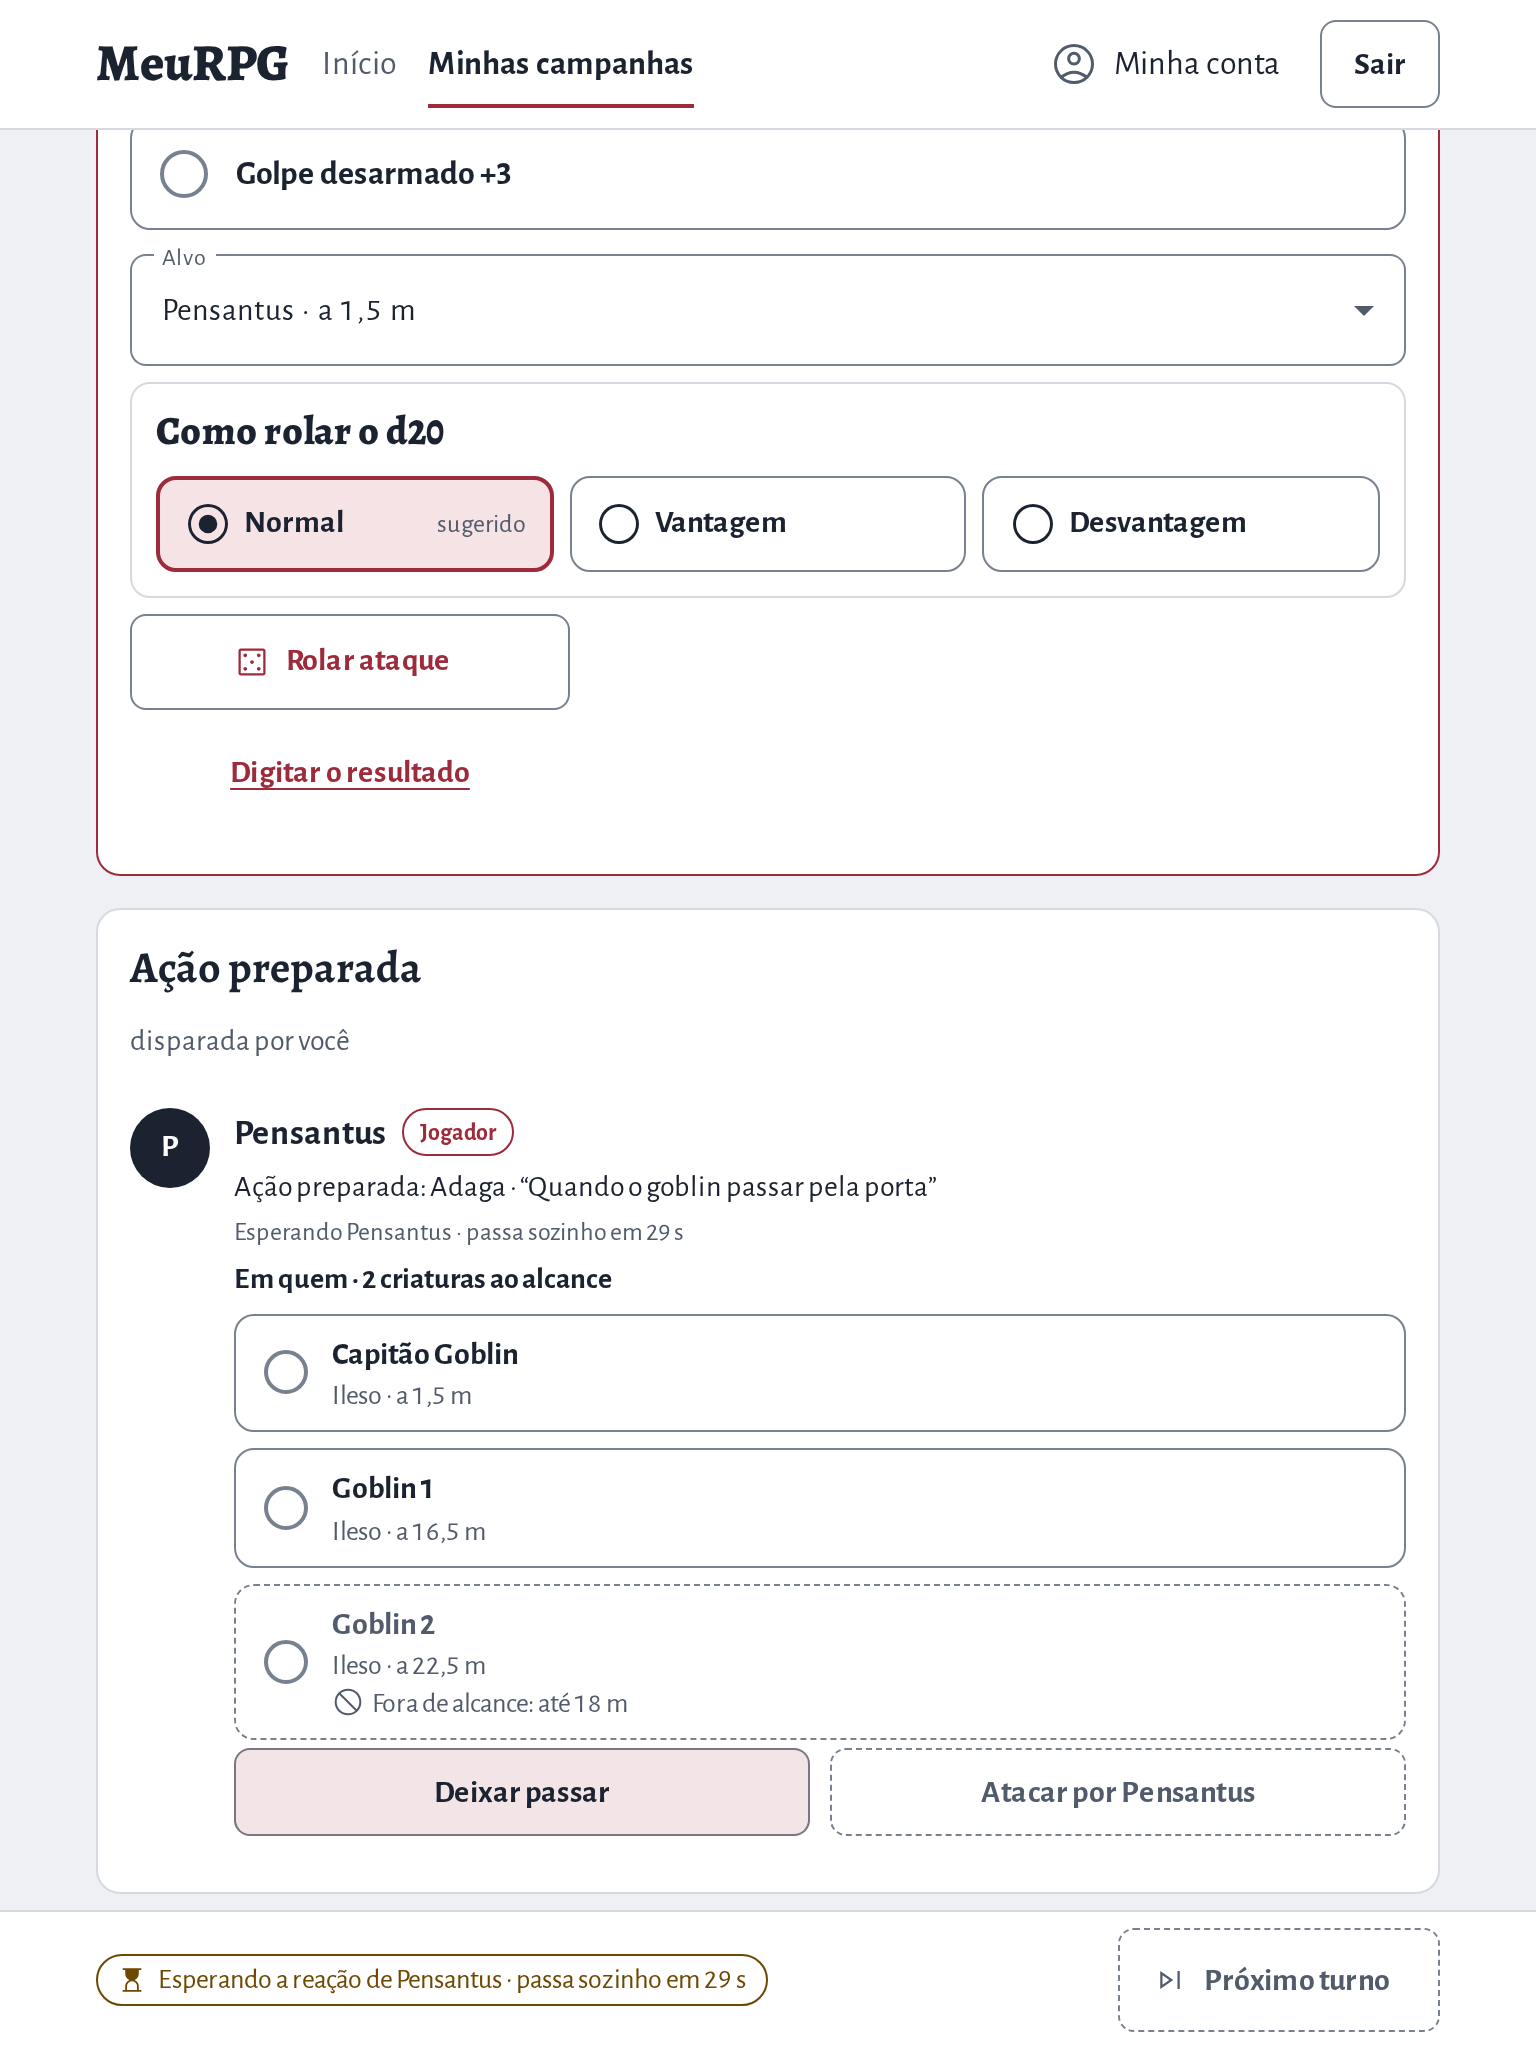 MeuRPG Início Minhas campanhas Minha conta Sair
Golpe desarmado +3
Alvo
Pensantus · a 1,5 m
Como rolar o d20
Normal sugerido Vantagem Desvantagem
Rolar ataque
Digitar o resultado
Ação preparada
disparada por você
P Pensantus Jogador
Ação preparada: Adaga · “Quando o goblin passar pela porta”
Esperando Pensantus · passa sozinho em 29 s
Em quem · 2 criaturas ao alcance
Capitão Goblin
Ileso · a 1,5 m
Goblin 1
Ileso · a 16,5 m
Goblin 2
Ileso · a 22,5 m
Fora de alcance: até 18 m
Deixar passar Atacar por Pensantus
Esperando a reação de Pensantus · passa sozinho em 29 s Próximo turno